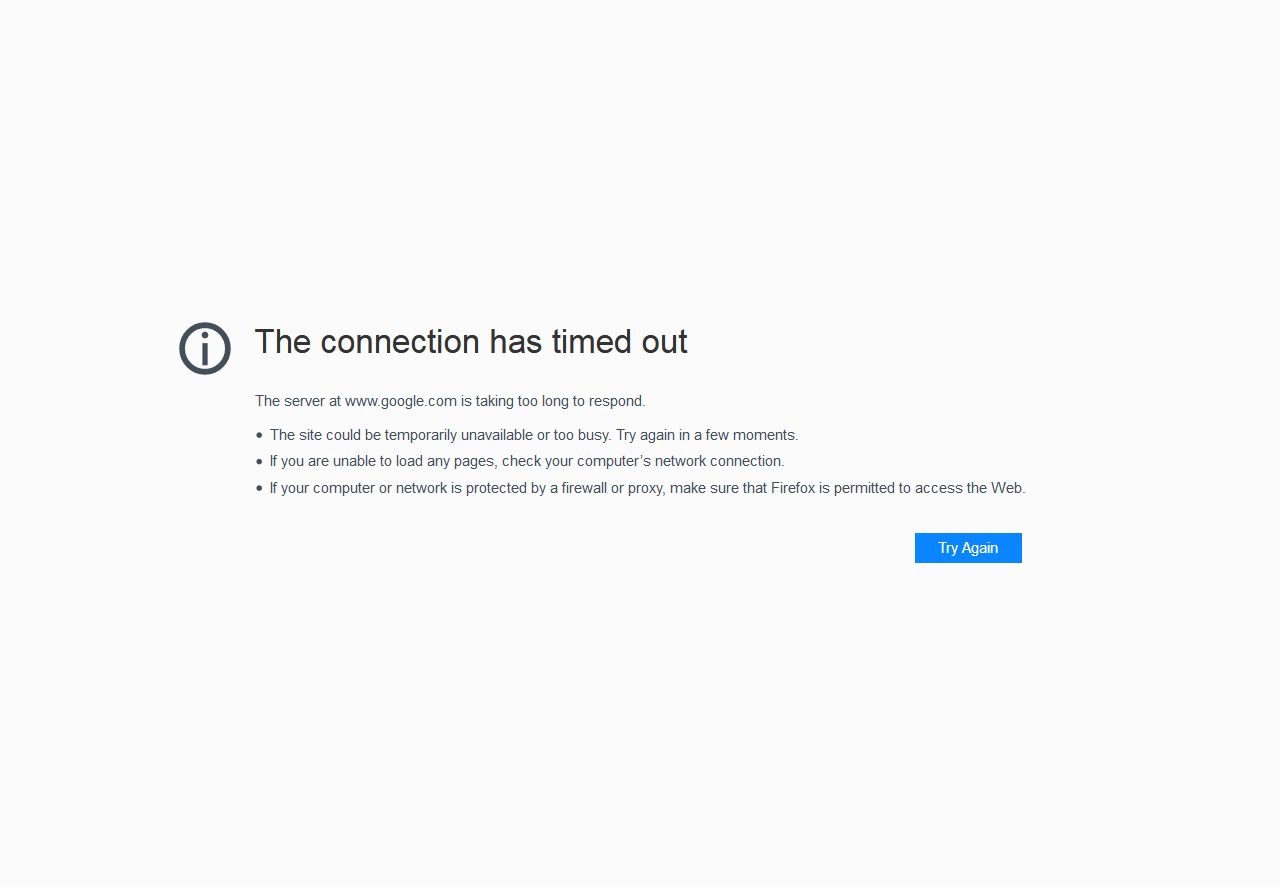 The connection has timed out
The server at www.google.com is taking too long to respond.
• The site could be temporarily unavailable or too busy. Try again in a few moments.
• If you are unable to load any pages, check your computer’s network connection.
• If your computer or network is protected by a firewall or proxy, make sure that Firefox is permitted to access the Web.
Try Again